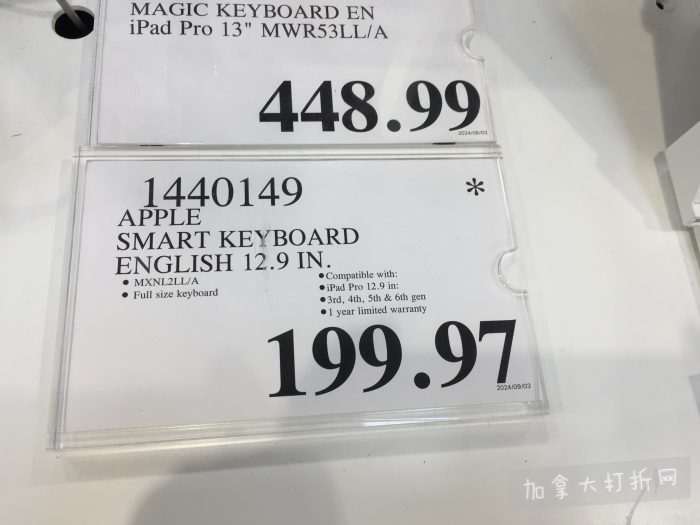 MAGIC KEYBOARD EN
iPad Pro 13" MWR53LL/A
448.99
2024/09/03
1440149 *
APPLE
SMART KEYBOARD
ENGLISH 12.9 IN.
• MXNL2LL/A
• Full size keyboard
• Compatible with:
• iPad Pro 12.9 in:
• 3rd, 4th, 5th & 6th gen
• 1 year limited warranty
199.97
2024/09/03
加拿大打折网